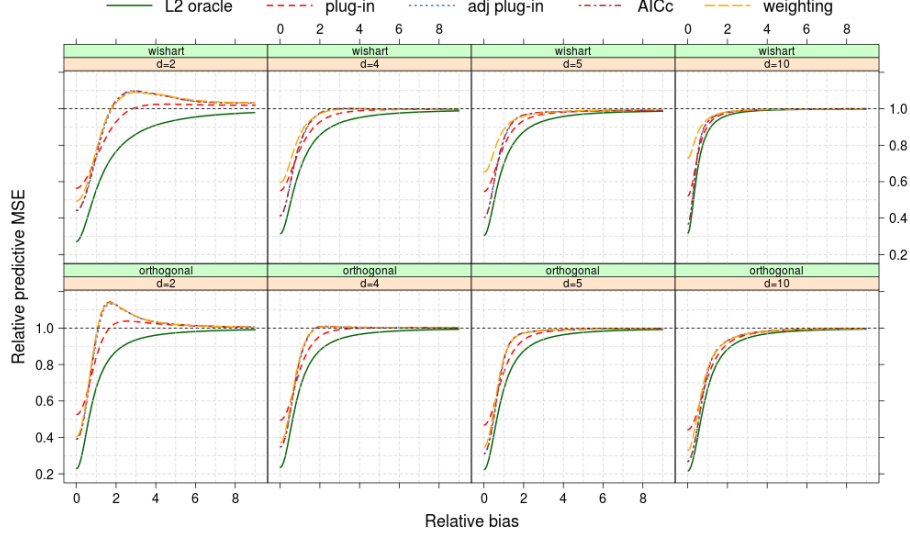 L2 oracle plug-in adj plug-in AICc weighting
0 2 4 6 8 0 2 4 6 8
wishart wishart wishart wishart
d=2 d=4 d=5 d=10
1.0
0.8
0.6
0.4
0.2
orthogonal orthogonal orthogonal orthogonal
d=2 d=4 d=5 d=10
1.0
0.8
0.6
0.4
0.2
0 2 4 6 8 0 2 4 6 8
Relative predictive MSE
Relative bias